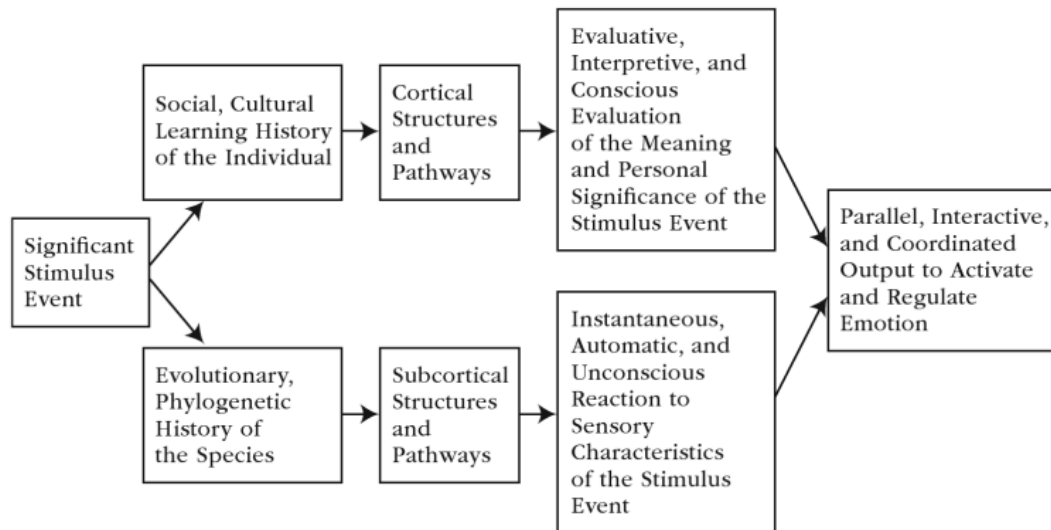 Significant
Stimulus
Event
Social, Cultural
Learning History
of the Individual
Cortical
Structures
and
Pathways
Evaluative,
Interpretive, and
Conscious
Evaluation
of the Meaning
and Personal
Significance of the
Stimulus Event
Evolutionary,
Phylogenetic
History of
the Species
Subcortical
Structures
and
Pathways
Instantaneous,
Automatic, and
Unconscious
Reaction to
Sensory
Characteristics
of the Stimulus
Event
Parallel, Interactive,
and Coordinated
Output to Activate
and Regulate
Emotion